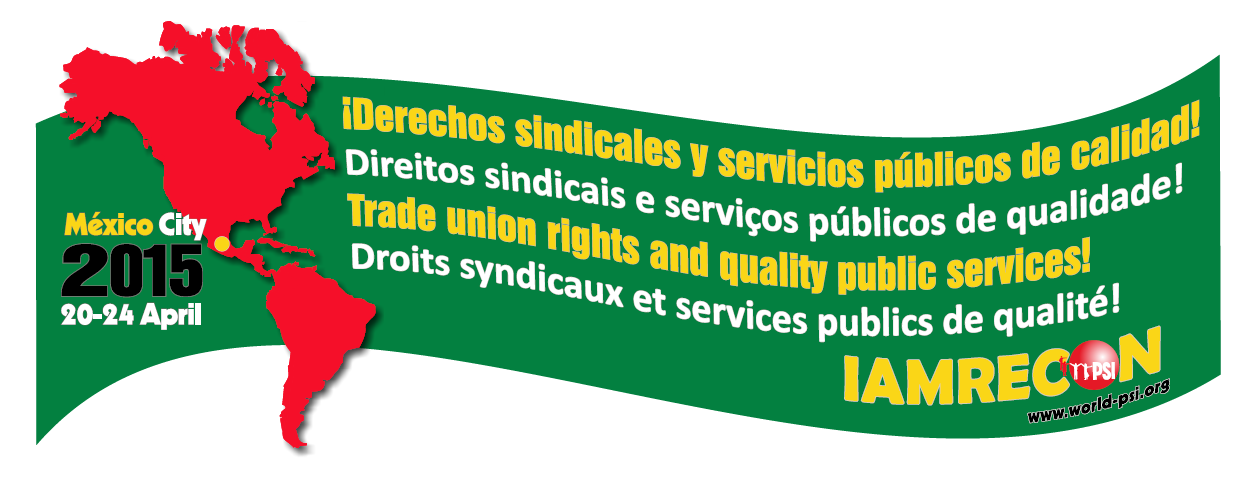 México City
2015
20-24 April
¡Derechos sindicales y servicios públicos de calidad!
Direitos sindicais e serviços públicos de qualidade!
Trade union rights and quality public services!
Droits syndicaux et services publics de qualité!
IAMRECON
PSI
www.world-psi.org